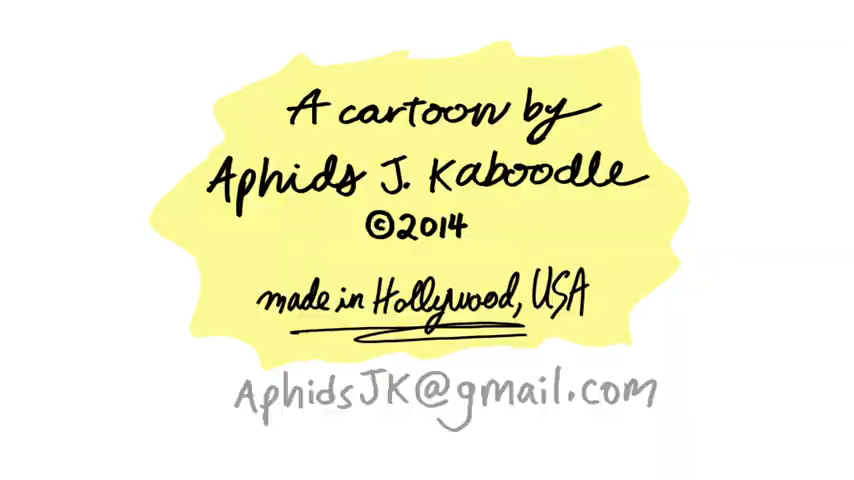 A cartoon by
Aphids J. Kaboodle
©2014
made in Hollywood, USA
AphidsJK@gmail.com